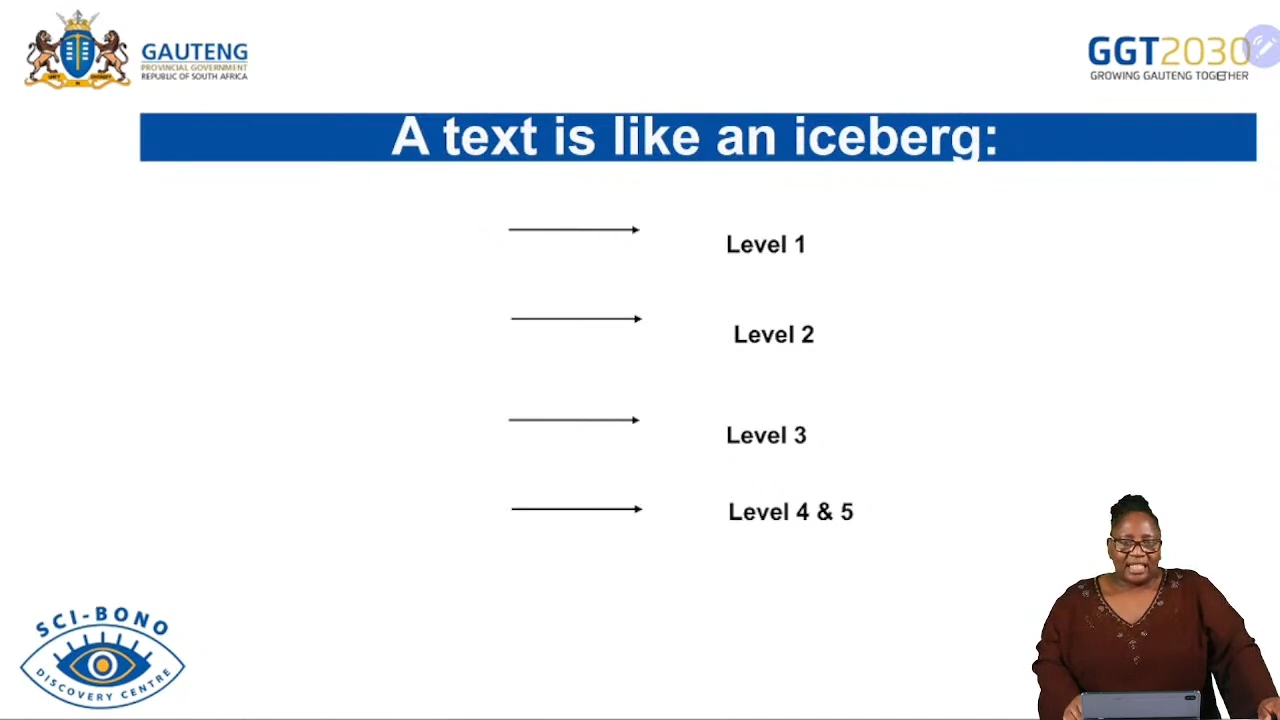 GAUTENG
PROVINCIAL GOVERNMENT
REPUBLIC OF SOUTH AFRICA
GGT2030
GROWING GAUTENG TOGETHER
A text is like an iceberg:
Level 1
Level 2
Level 3
Level 4 & 5
SCI-BONO
DISCOVERY CENTRE